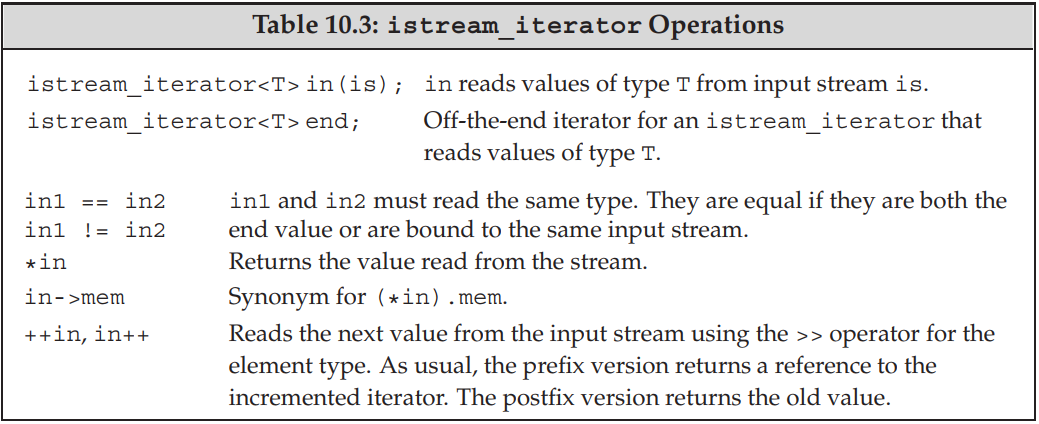 Table 10.3: istream_iterator Operations
istream_iterator<T> in(is); in reads values of type T from input stream is.
istream_iterator<T> end; Off-the-end iterator for an istream_iterator that
reads values of type T.
in1 == in2 in1 and in2 must read the same type. They are equal if they are both the
in1 != in2 end value or are bound to the same input stream.
*in Returns the value read from the stream.
in->mem Synonym for (*in).mem.
++in, in++ Reads the next value from the input stream using the >> operator for the
element type. As usual, the prefix version returns a reference to the
incremented iterator. The postfix version returns the old value.